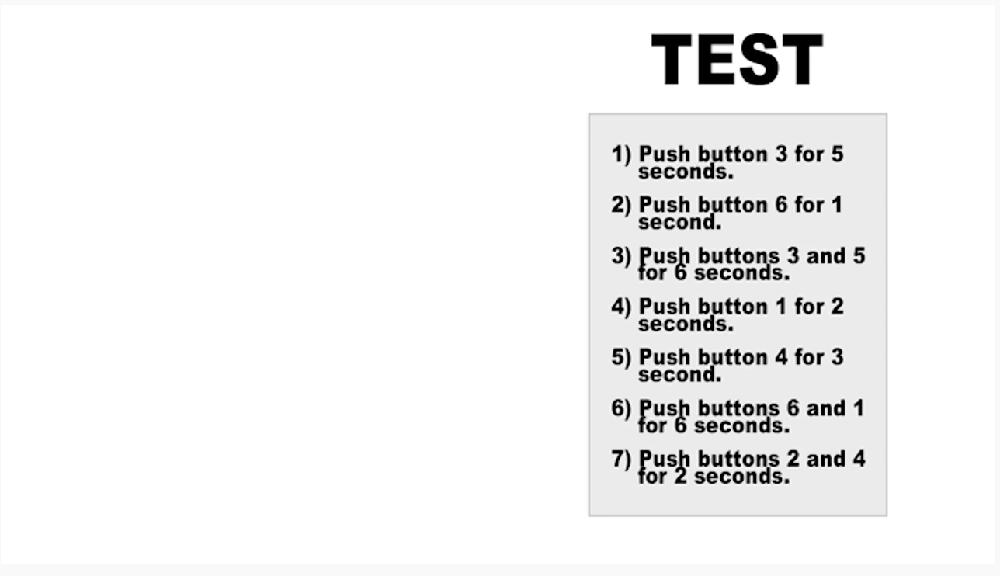 TEST
1) Push button 3 for 5
seconds.
2) Push button 6 for 1
second.
3) Push buttons 3 and 5
for 6 seconds.
4) Push button 1 for 2
seconds.
5) Push button 4 for 3
second.
6) Push buttons 6 and 1
for 6 seconds.
7) Push buttons 2 and 4
for 2 seconds.